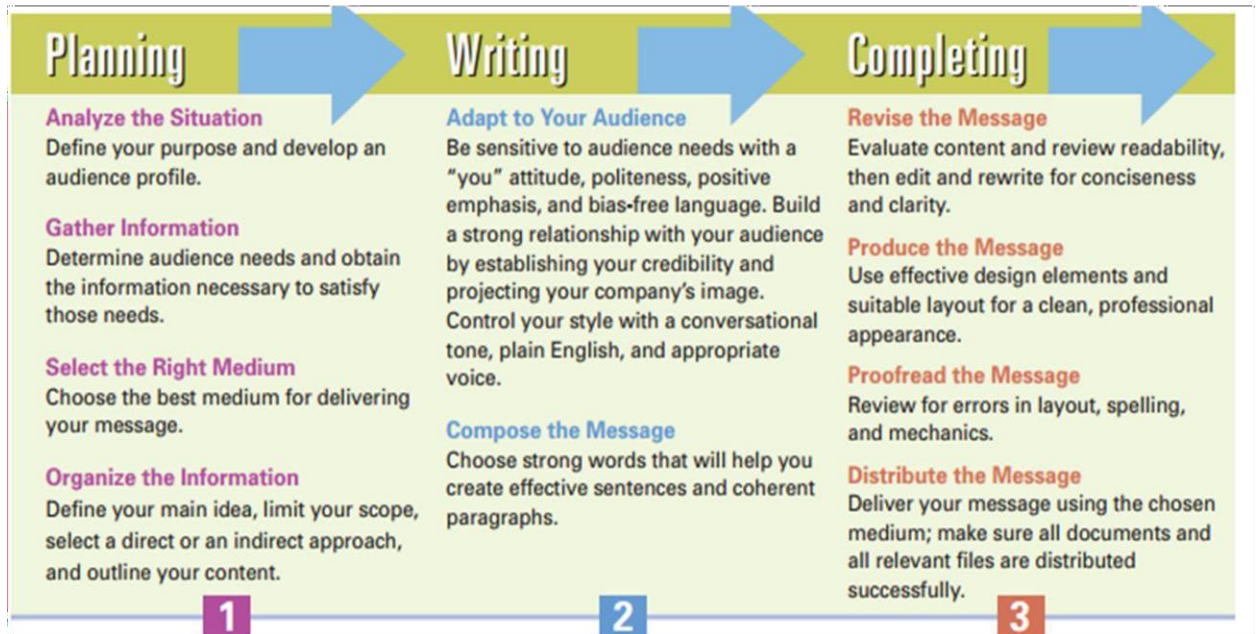 Planning
Analyze the Situation
Define your purpose and develop an
audience profile.
Gather Information
Determine audience needs and obtain
the information necessary to satisfy
those needs.
Select the Right Medium
Choose the best medium for delivering
your message.
Organize the Information
Define your main idea, limit your scope,
select a direct or an indirect approach,
and outline your content.
1
Writing
Adapt to Your Audience
Be sensitive to audience needs with a
“you” attitude, politeness, positive
emphasis, and bias-free language. Build
a strong relationship with your audience
by establishing your credibility and
projecting your company’s image.
Control your style with a conversational
tone, plain English, and appropriate
voice.
Compose the Message
Choose strong words that will help you
create effective sentences and coherent
paragraphs.
2
Completing
Revise the Message
Evaluate content and review readability,
then edit and rewrite for conciseness
and clarity.
Produce the Message
Use effective design elements and
suitable layout for a clean, professional
appearance.
Proofread the Message
Review for errors in layout, spelling,
and mechanics.
Distribute the Message
Deliver your message using the chosen
medium; make sure all documents and
all relevant files are distributed
successfully.
3